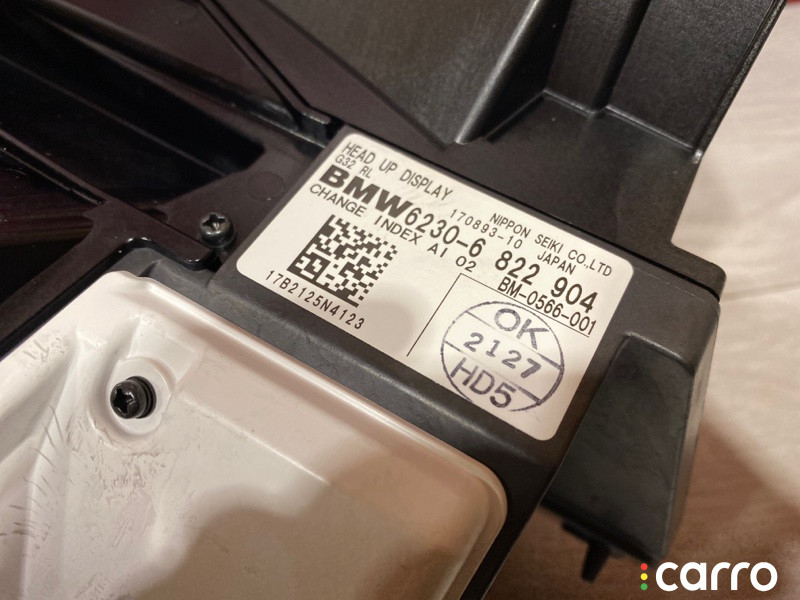 HEAD UP DISPLAY
G32 RL
NIPPON SEIKI CO.,LTD
170893-10 JAPAN
BMW 6230-6 822 904
CHANGE INDEX AI 02
BM-0566-001
17B2125N4123
OK
2127
HD5
carro